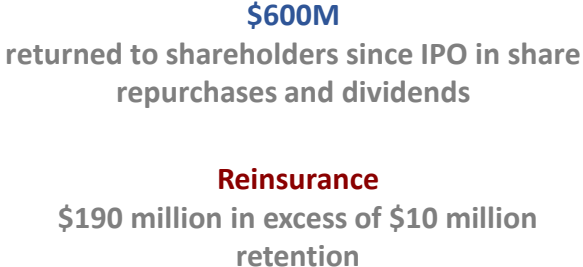 $600M
returned to shareholders since IPO in share
repurchases and dividends
Reinsurance
$190 million in excess of $10 million
retention